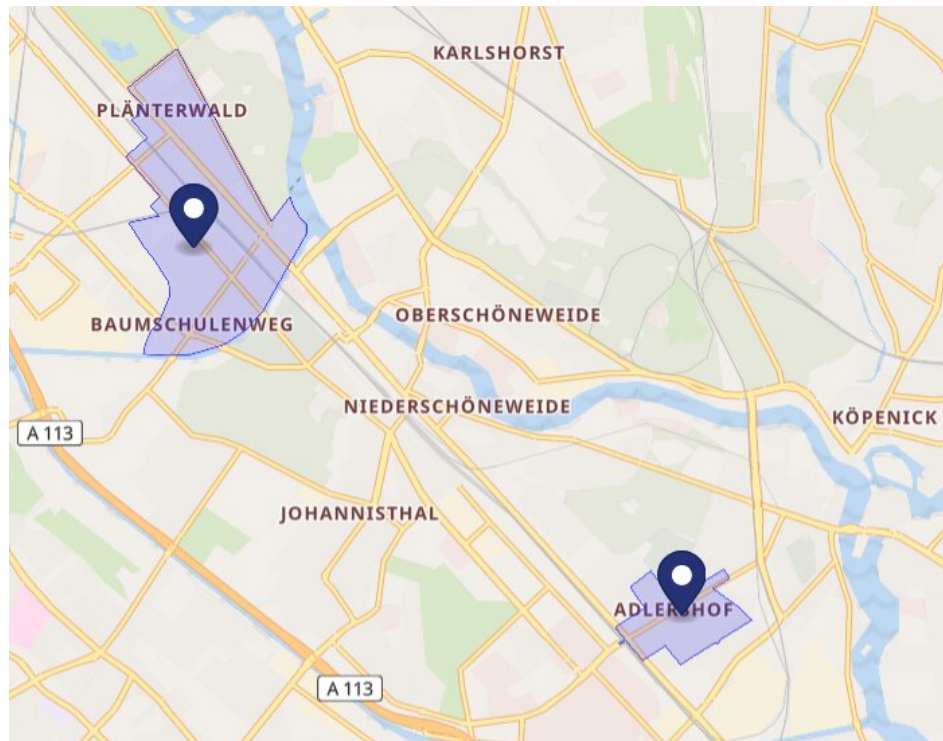 KARLSHORST
PLÄNTERWALD
OBERSCHÖNEWEIDE
BAUMSCHULENWEG
NIEDERSCHÖNEWEIDE
KÖPENICK
A 113
JOHANNISTHAL
ADLERSHOF
A 113